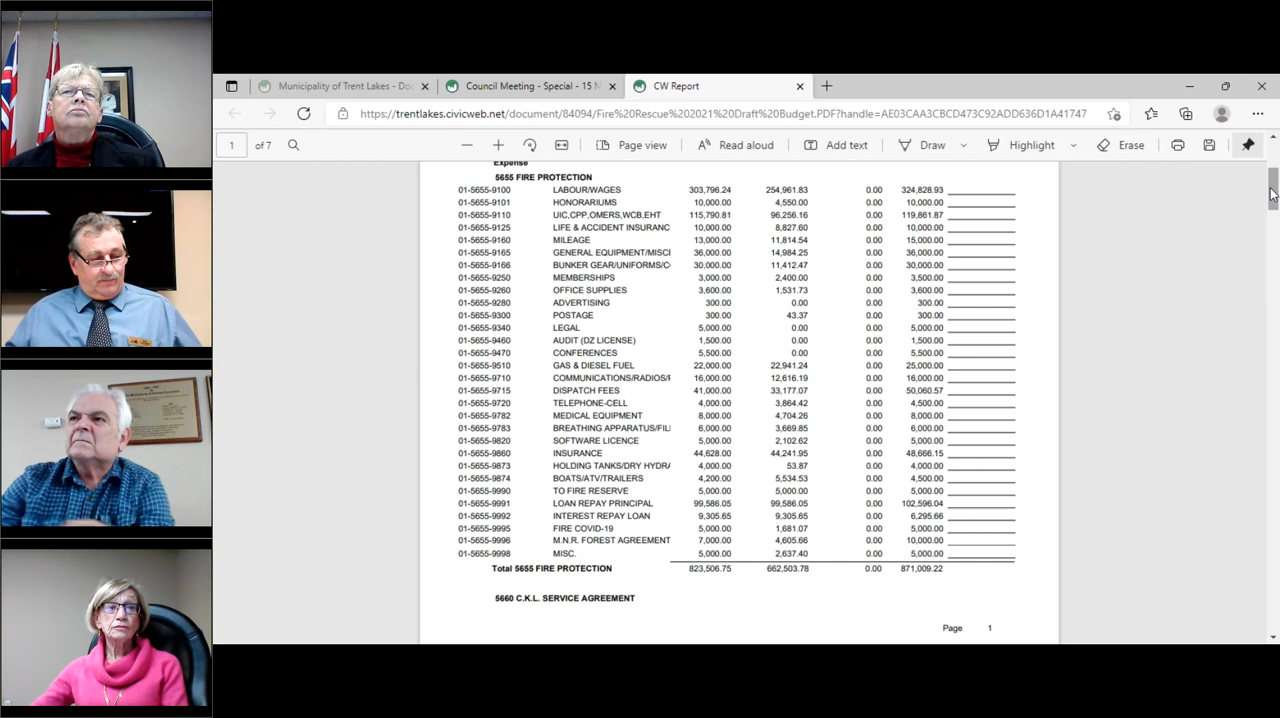 Municipality of Trent Lakes - Doc
Council Meeting - Special - 15 N
CW Report
https://trentlakes.civicweb.net/document/84094/Fire%20Rescue%202021%20Draft%20Budget.PDF?handle=AE03CAA3CBCD473C92ADD636D1A41747
1 of 7 Page view Read aloud Add text Draw Highlight Erase
Expense
5655 FIRE PROTECTION
01-5655-9100 LABOUR/WAGES 303,796.24 254,961.83 0.00 324,828.93
01-5655-9101 HONORARIUMS 10,000.00 4,550.00 0.00 10,000.00
01-5655-9110 UIC,CPP,OMERS,WCB,EHT 115,790.81 96,256.16 0.00 119,861.87
01-5655-9125 LIFE & ACCIDENT INSURANC 10,000.00 8,827.60 0.00 10,000.00
01-5655-9160 MILEAGE 13,000.00 11,814.54 0.00 15,000.00
01-5655-9165 GENERAL EQUIPMENT/MISCI 36,000.00 14,984.25 0.00 36,000.00
01-5655-9166 BUNKER GEAR/UNIFORMS/C 30,000.00 11,412.47 0.00 30,000.00
01-5655-9250 MEMBERSHIPS 3,000.00 2,400.00 0.00 3,500.00
01-5655-9260 OFFICE SUPPLIES 3,600.00 1,531.73 0.00 3,600.00
01-5655-9280 ADVERTISING 300.00 0.00 0.00 300.00
01-5655-9300 POSTAGE 300.00 43.37 0.00 300.00
01-5655-9340 LEGAL 5,000.00 0.00 0.00 5,000.00
01-5655-9460 AUDIT (DZ LICENSE) 1,500.00 0.00 0.00 1,500.00
01-5655-9470 CONFERENCES 5,500.00 0.00 0.00 5,500.00
01-5655-9510 GAS & DIESEL FUEL 22,000.00 22,941.24 0.00 25,000.00
01-5655-9710 COMMUNICATIONS/RADIOS/F 16,000.00 12,616.19 0.00 16,000.00
01-5655-9715 DISPATCH FEES 41,000.00 33,177.07 0.00 50,060.57
01-5655-9720 TELEPHONE-CELL 4,000.00 3,864.42 0.00 4,500.00
01-5655-9782 MEDICAL EQUIPMENT 8,000.00 4,704.26 0.00 8,000.00
01-5655-9783 BREATHING APPARATUS/FIL 6,000.00 3,669.85 0.00 6,000.00
01-5655-9820 SOFTWARE LICENCE 5,000.00 2,102.62 0.00 5,000.00
01-5655-9860 INSURANCE 44,628.00 44,241.95 0.00 48,666.15
01-5655-9873 HOLDING TANKS/DRY HYDRA 4,000.00 53.87 0.00 4,000.00
01-5655-9874 BOATS/ATV/TRAILERS 4,200.00 5,534.53 0.00 4,500.00
01-5655-9990 TO FIRE RESERVE 5,000.00 5,000.00 0.00 5,000.00
01-5655-9991 LOAN REPAY PRINCIPAL 99,586.05 99,586.05 0.00 102,596.04
01-5655-9992 INTEREST REPAY LOAN 9,305.65 9,305.65 0.00 6,295.66
01-5655-9995 FIRE COVID-19 5,000.00 1,681.07 0.00 5,000.00
01-5655-9996 M.N.R. FOREST AGREEMENT 7,000.00 4,605.66 0.00 10,000.00
01-5655-9998 MISC. 5,000.00 2,637.40 0.00 5,000.00
Total 5655 FIRE PROTECTION 823,506.75 662,503.78 0.00 871,009.22
5660 C.K.L. SERVICE AGREEMENT
Page 1